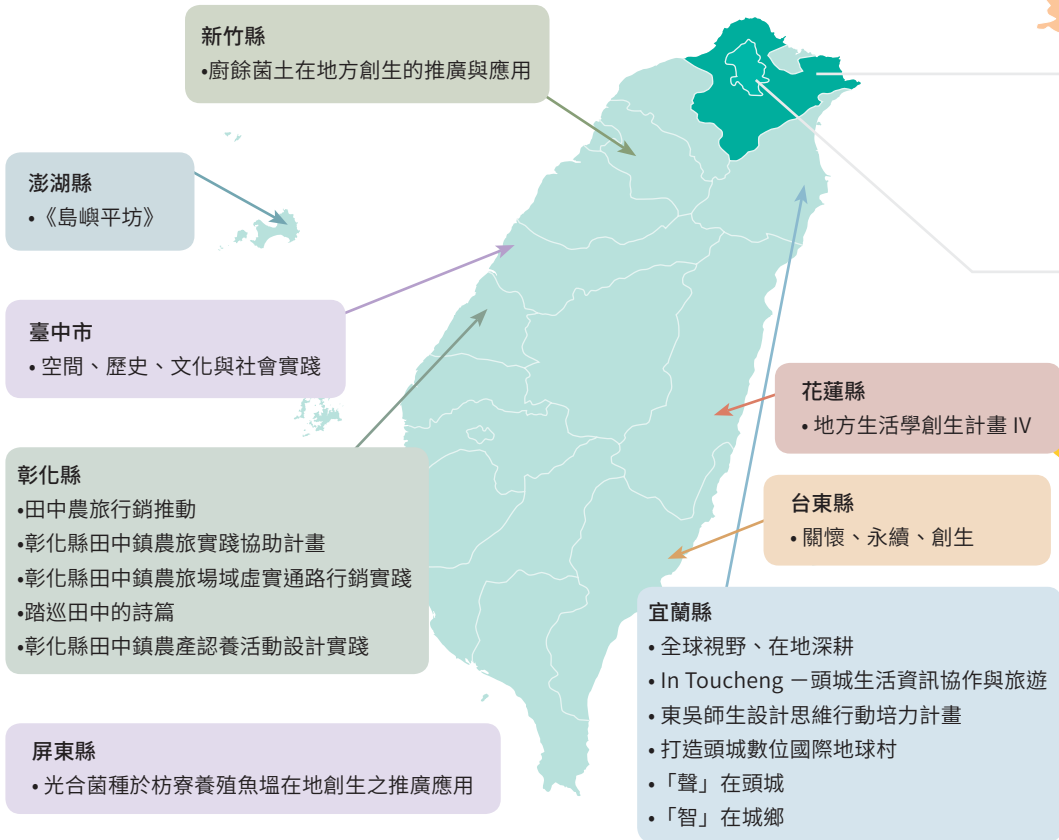 新竹縣
•廚餘菌土在地方創生的推廣與應用
澎湖縣
•《島嶼平坊》
臺中市
• 空間、歷史、文化與社會實踐
花蓮縣
• 地方生活學創生計畫 IV
彰化縣
•田中農旅行銷推動
•彰化縣田中鎮農旅實踐協助計畫
•彰化縣田中鎮農旅場域虛實通路行銷實踐
•踏巡田中的詩篇
•彰化縣田中鎮農產認養活動設計實踐
台東縣
• 關懷、永續、創生
宜蘭縣
• 全球視野、在地深耕
• In Toucheng －頭城生活資訊協作與旅遊
• 東吳師生設計思維行動培力計畫
• 打造頭城數位國際地球村
• 「聲」在頭城
• 「智」在城鄉
屏東縣
• 光合菌種於枋寮養殖魚塭在地創生之推廣應用